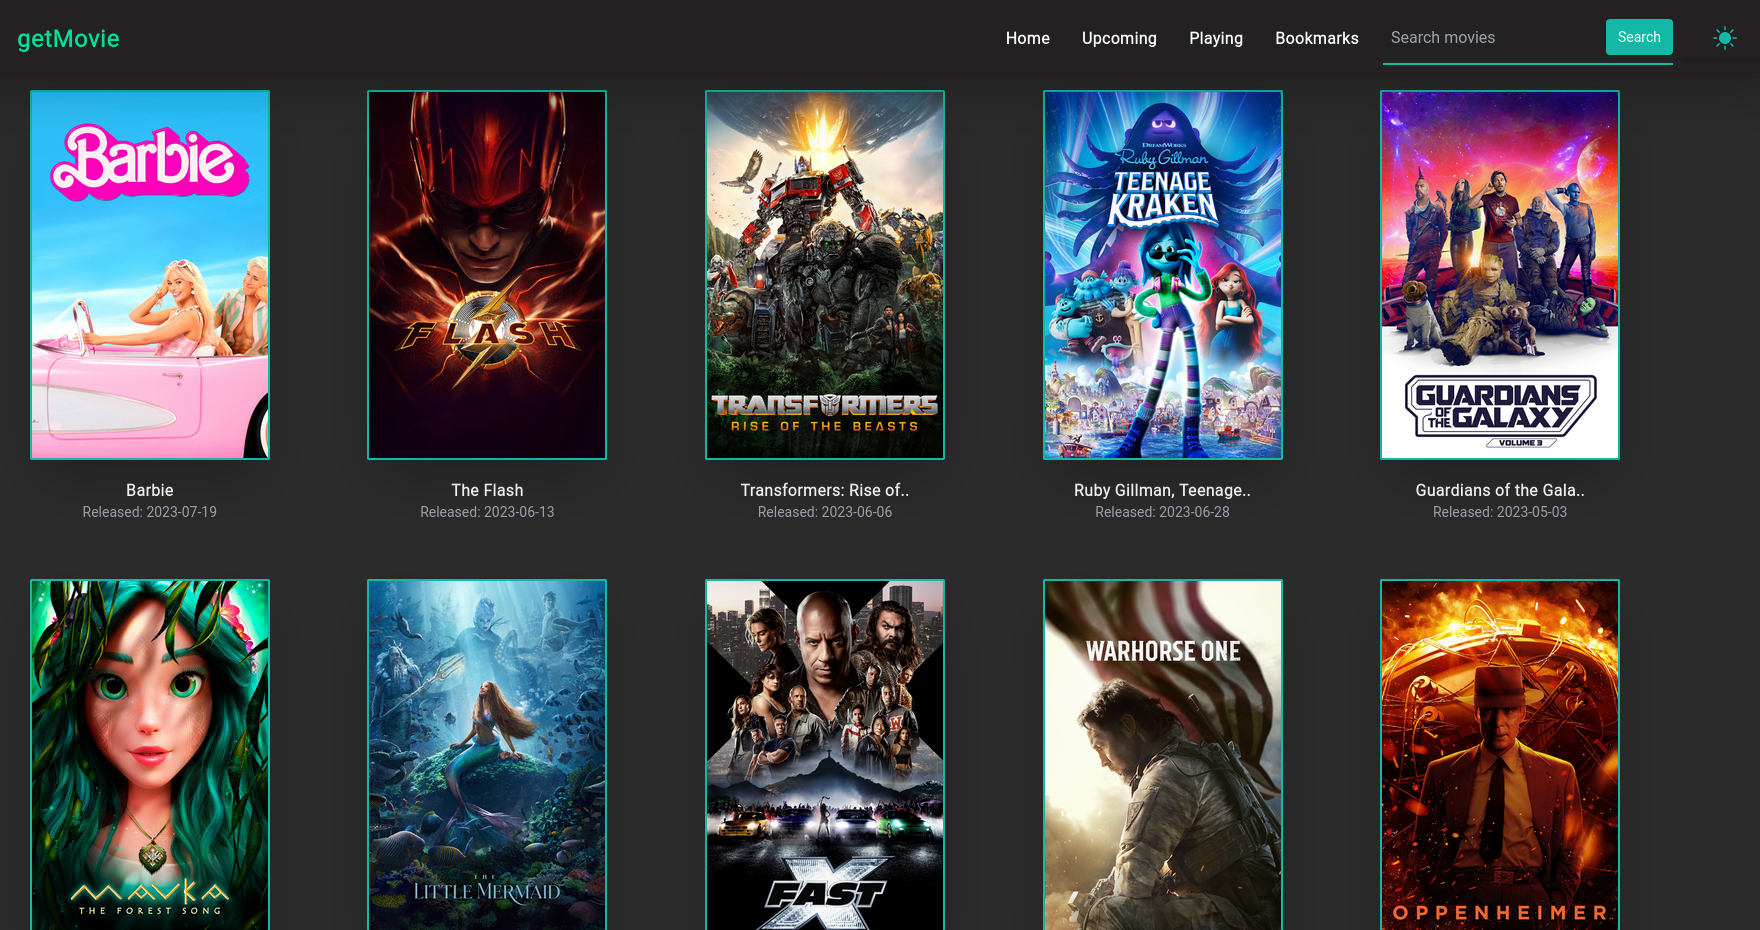 getMovie
Home
Upcoming
Playing
Bookmarks
Search movies
Search
Barbie
FLASH
TRANSFORMERS
RISE OF THE BEASTS
DREAMWORKS
Ruby Gillman
TEENAGE
KRAKEN
GUARDIANS
OF THE GALAXY
VOLUME 3
Barbie
Released: 2023-07-19
The Flash
Released: 2023-06-13
Transformers: Rise of..
Released: 2023-06-06
Ruby Gillman, Teenage..
Released: 2023-06-28
Guardians of the Gala..
Released: 2023-05-03
MAVKA
THE FOREST SONG
THE
LITTLE MERMAID
FAST X
WARHORSE ONE
OPPENHEIMER